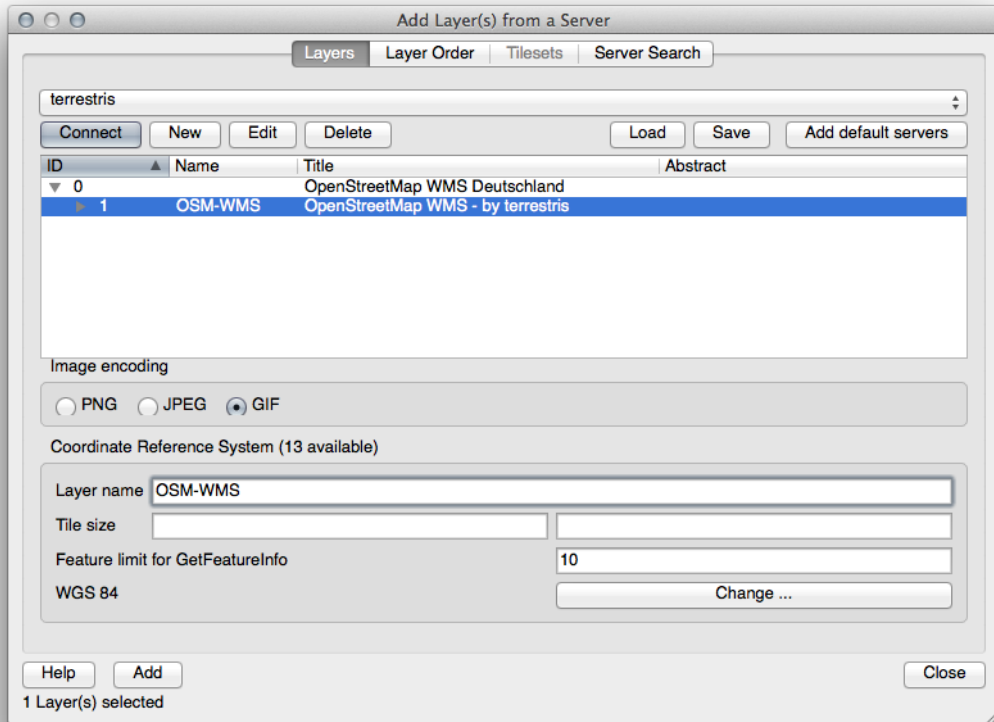 Add Layer(s) from a Server
Layers Layer Order Tilesets Server Search
terrestris
Connect New Edit Delete Load Save Add default servers
ID Name Title Abstract
0 OpenStreetMap WMS Deutschland
1 OSM-WMS OpenStreetMap WMS - by terrestris
Image encoding
PNG JPEG GIF
Coordinate Reference System (13 available)
Layer name OSM-WMS
Tile size
Feature limit for GetFeatureInfo 10
WGS 84 Change ...
Help Add Close
1 Layer(s) selected